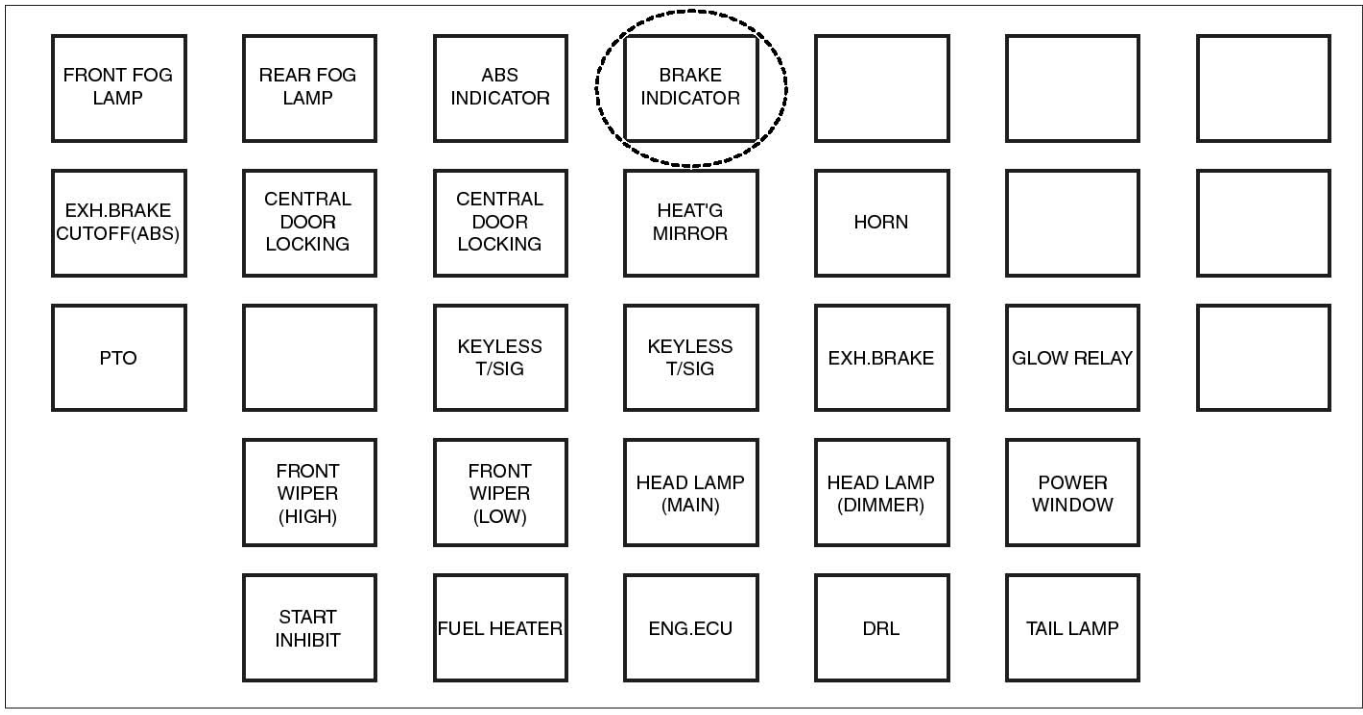 FRONT FOG
LAMP
REAR FOG
LAMP
ABS
INDICATOR
BRAKE
INDICATOR
EXH.BRAKE
CUTOFF(ABS)
CENTRAL
DOOR
LOCKING
CENTRAL
DOOR
LOCKING
HEAT'G
MIRROR
HORN
PTO
KEYLESS
T/SIG
KEYLESS
T/SIG
EXH.BRAKE
GLOW RELAY
FRONT
WIPER
(HIGH)
FRONT
WIPER
(LOW)
HEAD LAMP
(MAIN)
HEAD LAMP
(DIMMER)
POWER
WINDOW
START
INHIBIT
FUEL HEATER
ENG.ECU
DRL
TAIL LAMP